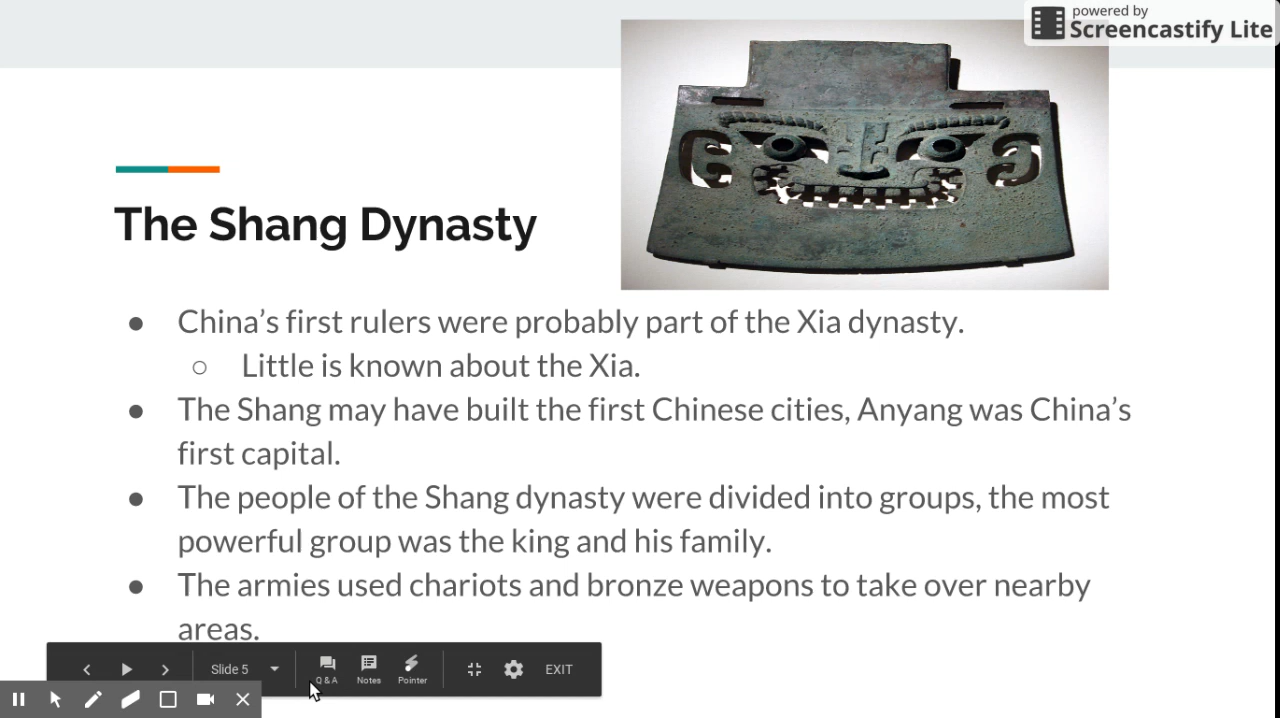 powered by
Screencastify Lite
The Shang Dynasty
● China's first rulers were probably part of the Xia dynasty.
○ Little is known about the Xia.
● The Shang may have built the first Chinese cities, Anyang was China's
first capital.
● The people of the Shang dynasty were divided into groups, the most
powerful group was the king and his family.
● The armies used chariots and bronze weapons to take over nearby
areas.
Slide 5
Q & A
Notes
Pointer
EXIT